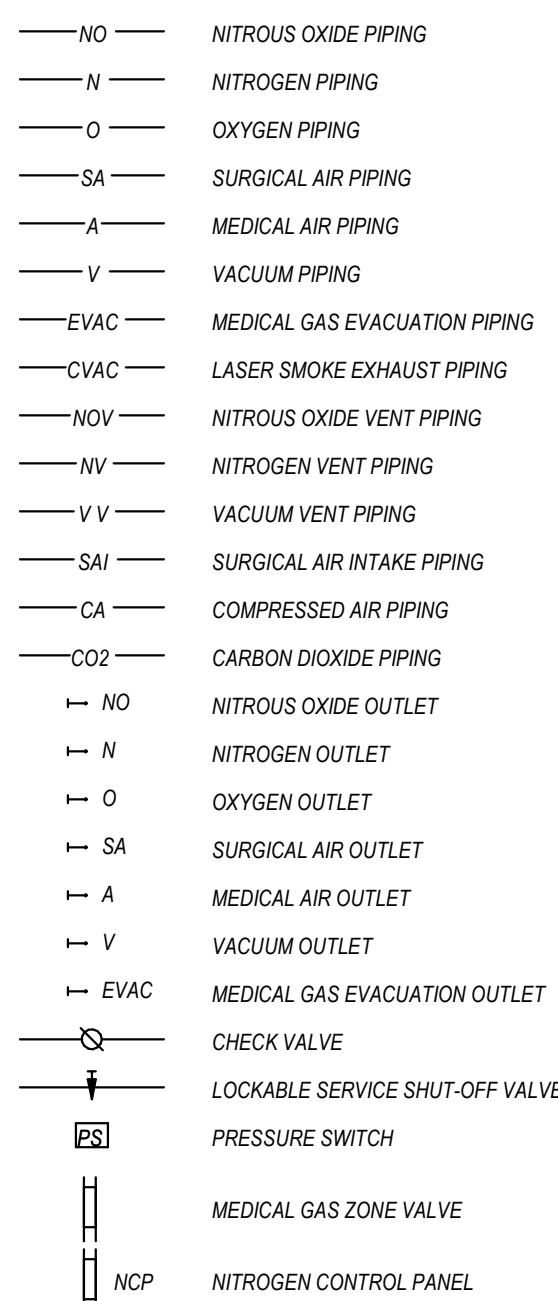 NO NITROUS OXIDE PIPING
N NITROGEN PIPING
O OXYGEN PIPING
SA SURGICAL AIR PIPING
A MEDICAL AIR PIPING
V VACUUM PIPING
EVAC MEDICAL GAS EVACUATION PIPING
CVAC LASER SMOKE EXHAUST PIPING
NOV NITROUS OXIDE VENT PIPING
NV NITROGEN VENT PIPING
V V VACUUM VENT PIPING
SAI SURGICAL AIR INTAKE PIPING
CA COMPRESSED AIR PIPING
CO2 CARBON DIOXIDE PIPING
NO NITROUS OXIDE OUTLET
N NITROGEN OUTLET
O OXYGEN OUTLET
SA SURGICAL AIR OUTLET
A MEDICAL AIR OUTLET
V VACUUM OUTLET
EVAC MEDICAL GAS EVACUATION OUTLET
CHECK VALVE
LOCKABLE SERVICE SHUT-OFF VALVE
PS PRESSURE SWITCH
MEDICAL GAS ZONE VALVE
NCP NITROGEN CONTROL PANEL